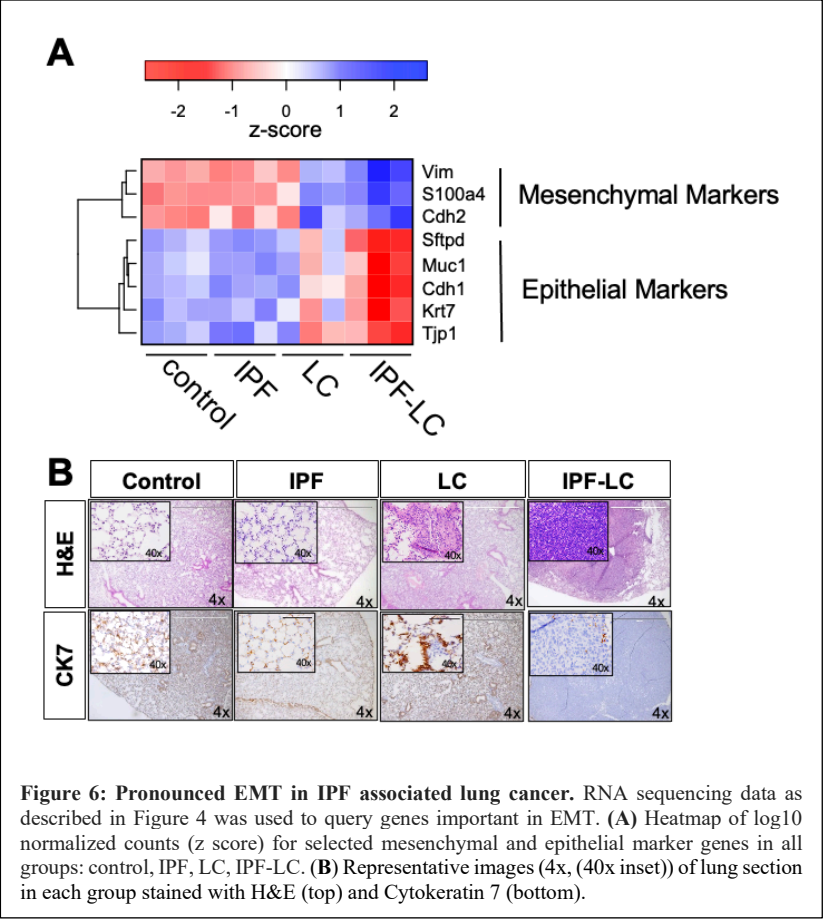 A
-2 -1 0 1 2
z-score
Vim
S100a4
Cdh2
Mesenchymal Markers
Sftpd
Muc1
Cdh1
Krt7
Tjp1
Epithelial Markers
control IPF LC IPF-LC
B
Control IPF LC IPF-LC
H&E
40x 40x 40x 40x
4x 4x 4x 4x
CK7
40x 40x 40x 40x
4x 4x 4x 4x
Figure 6: Pronounced EMT in IPF associated lung cancer. RNA sequencing data as
described in Figure 4 was used to query genes important in EMT. (A) Heatmap of log10
normalized counts (z score) for selected mesenchymal and epithelial marker genes in all
groups: control, IPF, LC, IPF-LC. (B) Representative images (4x, (40x inset)) of lung section
in each group stained with H&E (top) and Cytokeratin 7 (bottom).